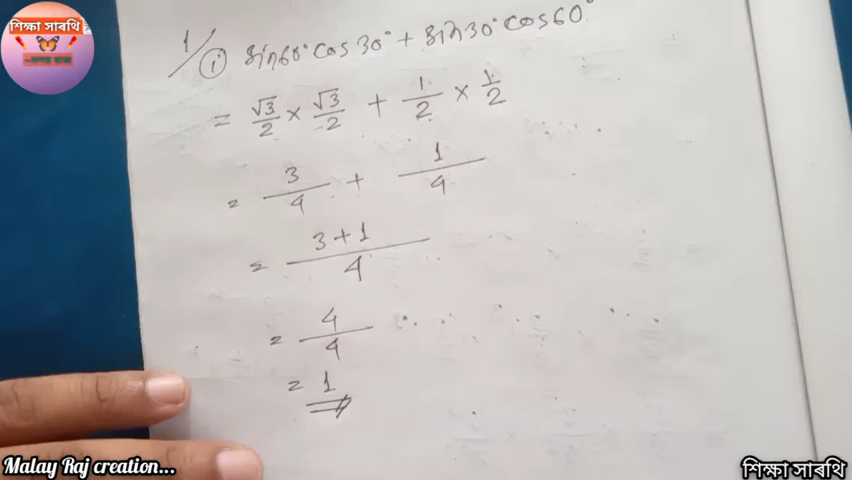 শিক্ষা সাৰথি
1/
(i) sin60° cos30° + sin30° cos60°
= √3/2 × √3/2 + 1/2 × 1/2
= 3/4 + 1/4
= 3+1/4
= 4/4
= 1
Malay Raj creation...
শিক্ষা সাৰথি